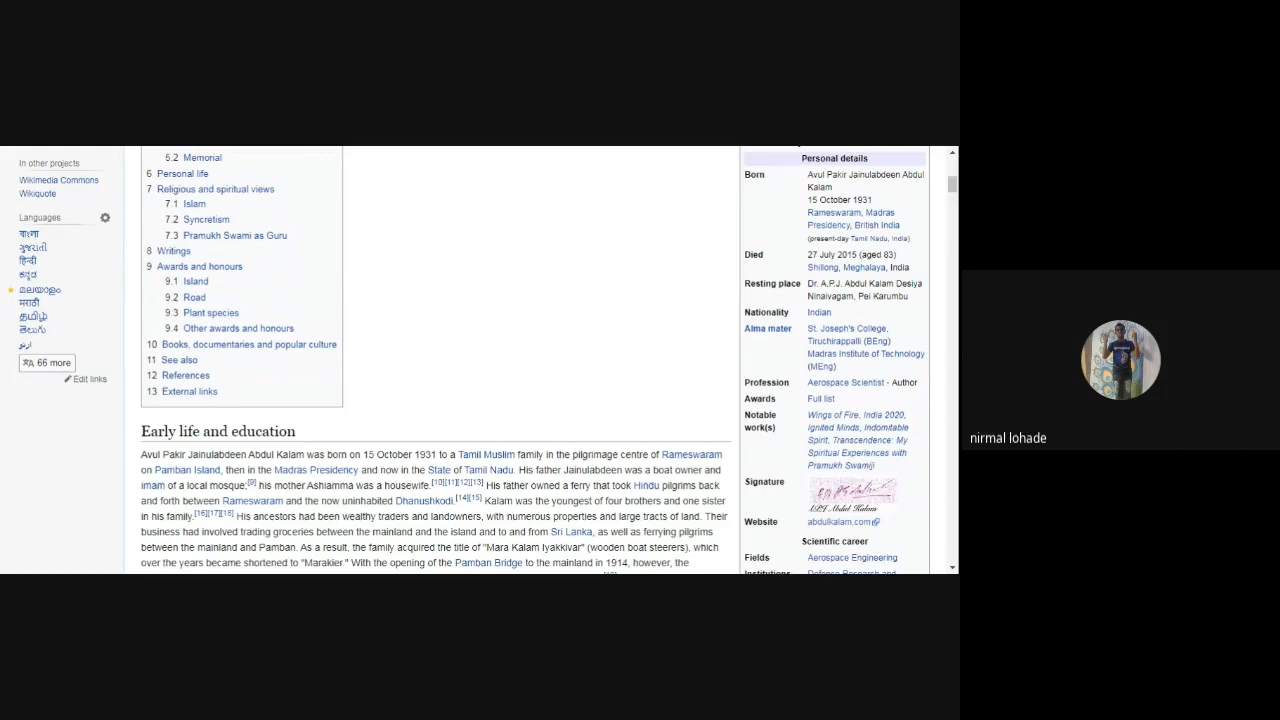 In other projects
Wikimedia Commons
Wikiquote
Languages
বাংলা
ગુજરાતી
हिन्दी
ಕನ್ನಡ
മലയാളം
मराठी
தமிழ்
తెలుగు
اردو
66 more
Edit links
5.2 Memorial
6 Personal life
7 Religious and spiritual views
7.1 Islam
7.2 Syncretism
7.3 Pramukh Swami as Guru
8 Writings
9 Awards and honours
9.1 Island
9.2 Road
9.3 Plant species
9.4 Other awards and honours
10 Books, documentaries and popular culture
11 See also
12 References
13 External links
Early life and education
Avul Pakir Jainulabdeen Abdul Kalam was born on 15 October 1931 to a Tamil Muslim family in the pilgrimage centre of Rameswaram
on Pamban Island, then in the Madras Presidency and now in the State of Tamil Nadu. His father Jainulabdeen was a boat owner and
imam of a local mosque;[9] his mother Ashiamma was a housewife.[10][11][12][13] His father owned a ferry that took Hindu pilgrims back
and forth between Rameswaram and the now uninhabited Dhanushkodi.[14][15] Kalam was the youngest of four brothers and one sister
in his family.[16][17][18] His ancestors had been wealthy traders and landowners, with numerous properties and large tracts of land. Their
business had involved trading groceries between the mainland and the island and to and from Sri Lanka, as well as ferrying pilgrims
between the mainland and Pamban. As a result, the family acquired the title of "Mara Kalam Iyakkivar" (wooden boat steerers), which
over the years became shortened to "Marakier." With the opening of the Pamban Bridge to the mainland in 1914, however, the
Personal details
Born Avul Pakir Jainulabdeen Abdul
Kalam
15 October 1931
Rameswaram, Madras
Presidency, British India
(present-day Tamil Nadu, India)
Died 27 July 2015 (aged 83)
Shillong, Meghalaya, India
Resting place Dr. A.P.J. Abdul Kalam Desiya
Ninaivagam, Pei Karumbu
Nationality Indian
Alma mater St. Joseph's College,
Tiruchirappalli (BEng)
Madras Institute of Technology
(MEng)
Profession Aerospace Scientist • Author
Awards Full list
Notable Wings of Fire, India 2020,
work(s) Ignited Minds, Indomitable
Spirit, Transcendence: My
Spiritual Experiences with
Pramukh Swamiji
Signature
APJ Abdul Kalam
Website abdulkalam.com
Scientific career
Fields Aerospace Engineering
Institutions Defence Research and
nirmal lohade